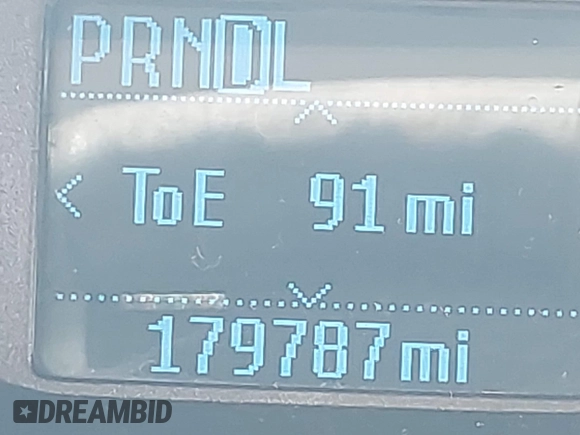 PRNDL
< ToE 91 mi
179787 mi
DREAMBID